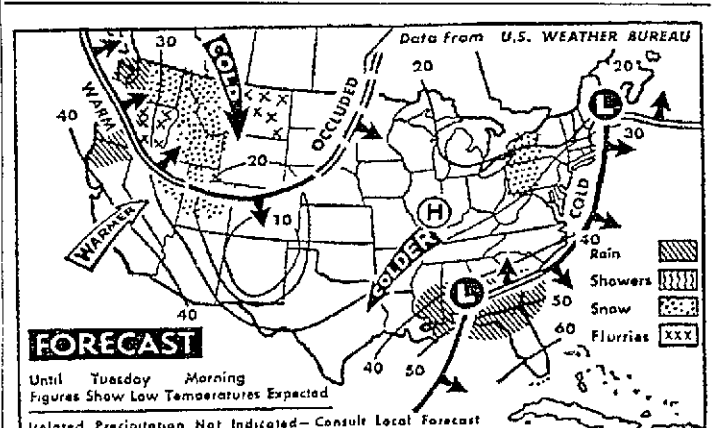 Data from U.S. WEATHER BUREAU
30
COLD
20
20
40
WARM
OCCLUDED
L
30
20
COLD
10
H
WARMER
COLDER
40
Rain
Showers
Snow
Flurries
xxx
L
50
60
40
40
50
FORECAST
Until Tuesday Morning
Figures Show Low Temperatures Expected
Isolated Precipitation Not Indicated— Consult Local Forecast